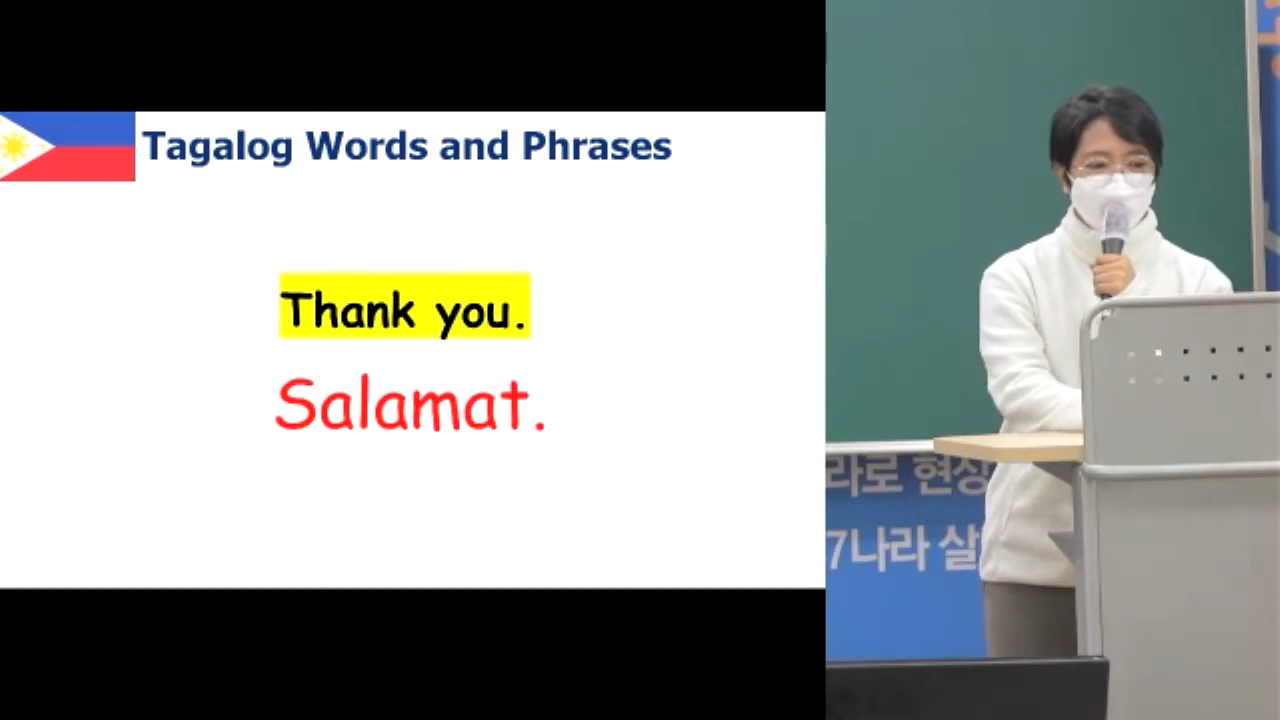 Tagalog Words and Phrases
Thank you.
Salamat.
라로 현상
7나라 살